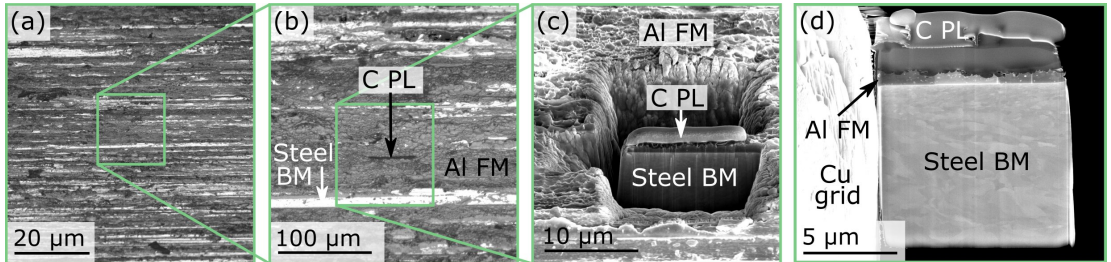 (a)
20 µm
(b)
C PL
Steel
BM
Al FM
100 µm
(c)
Al FM
C PL
Steel BM
10 µm
(d)
C PL
Al FM
Steel BM
Cu
grid
5 µm